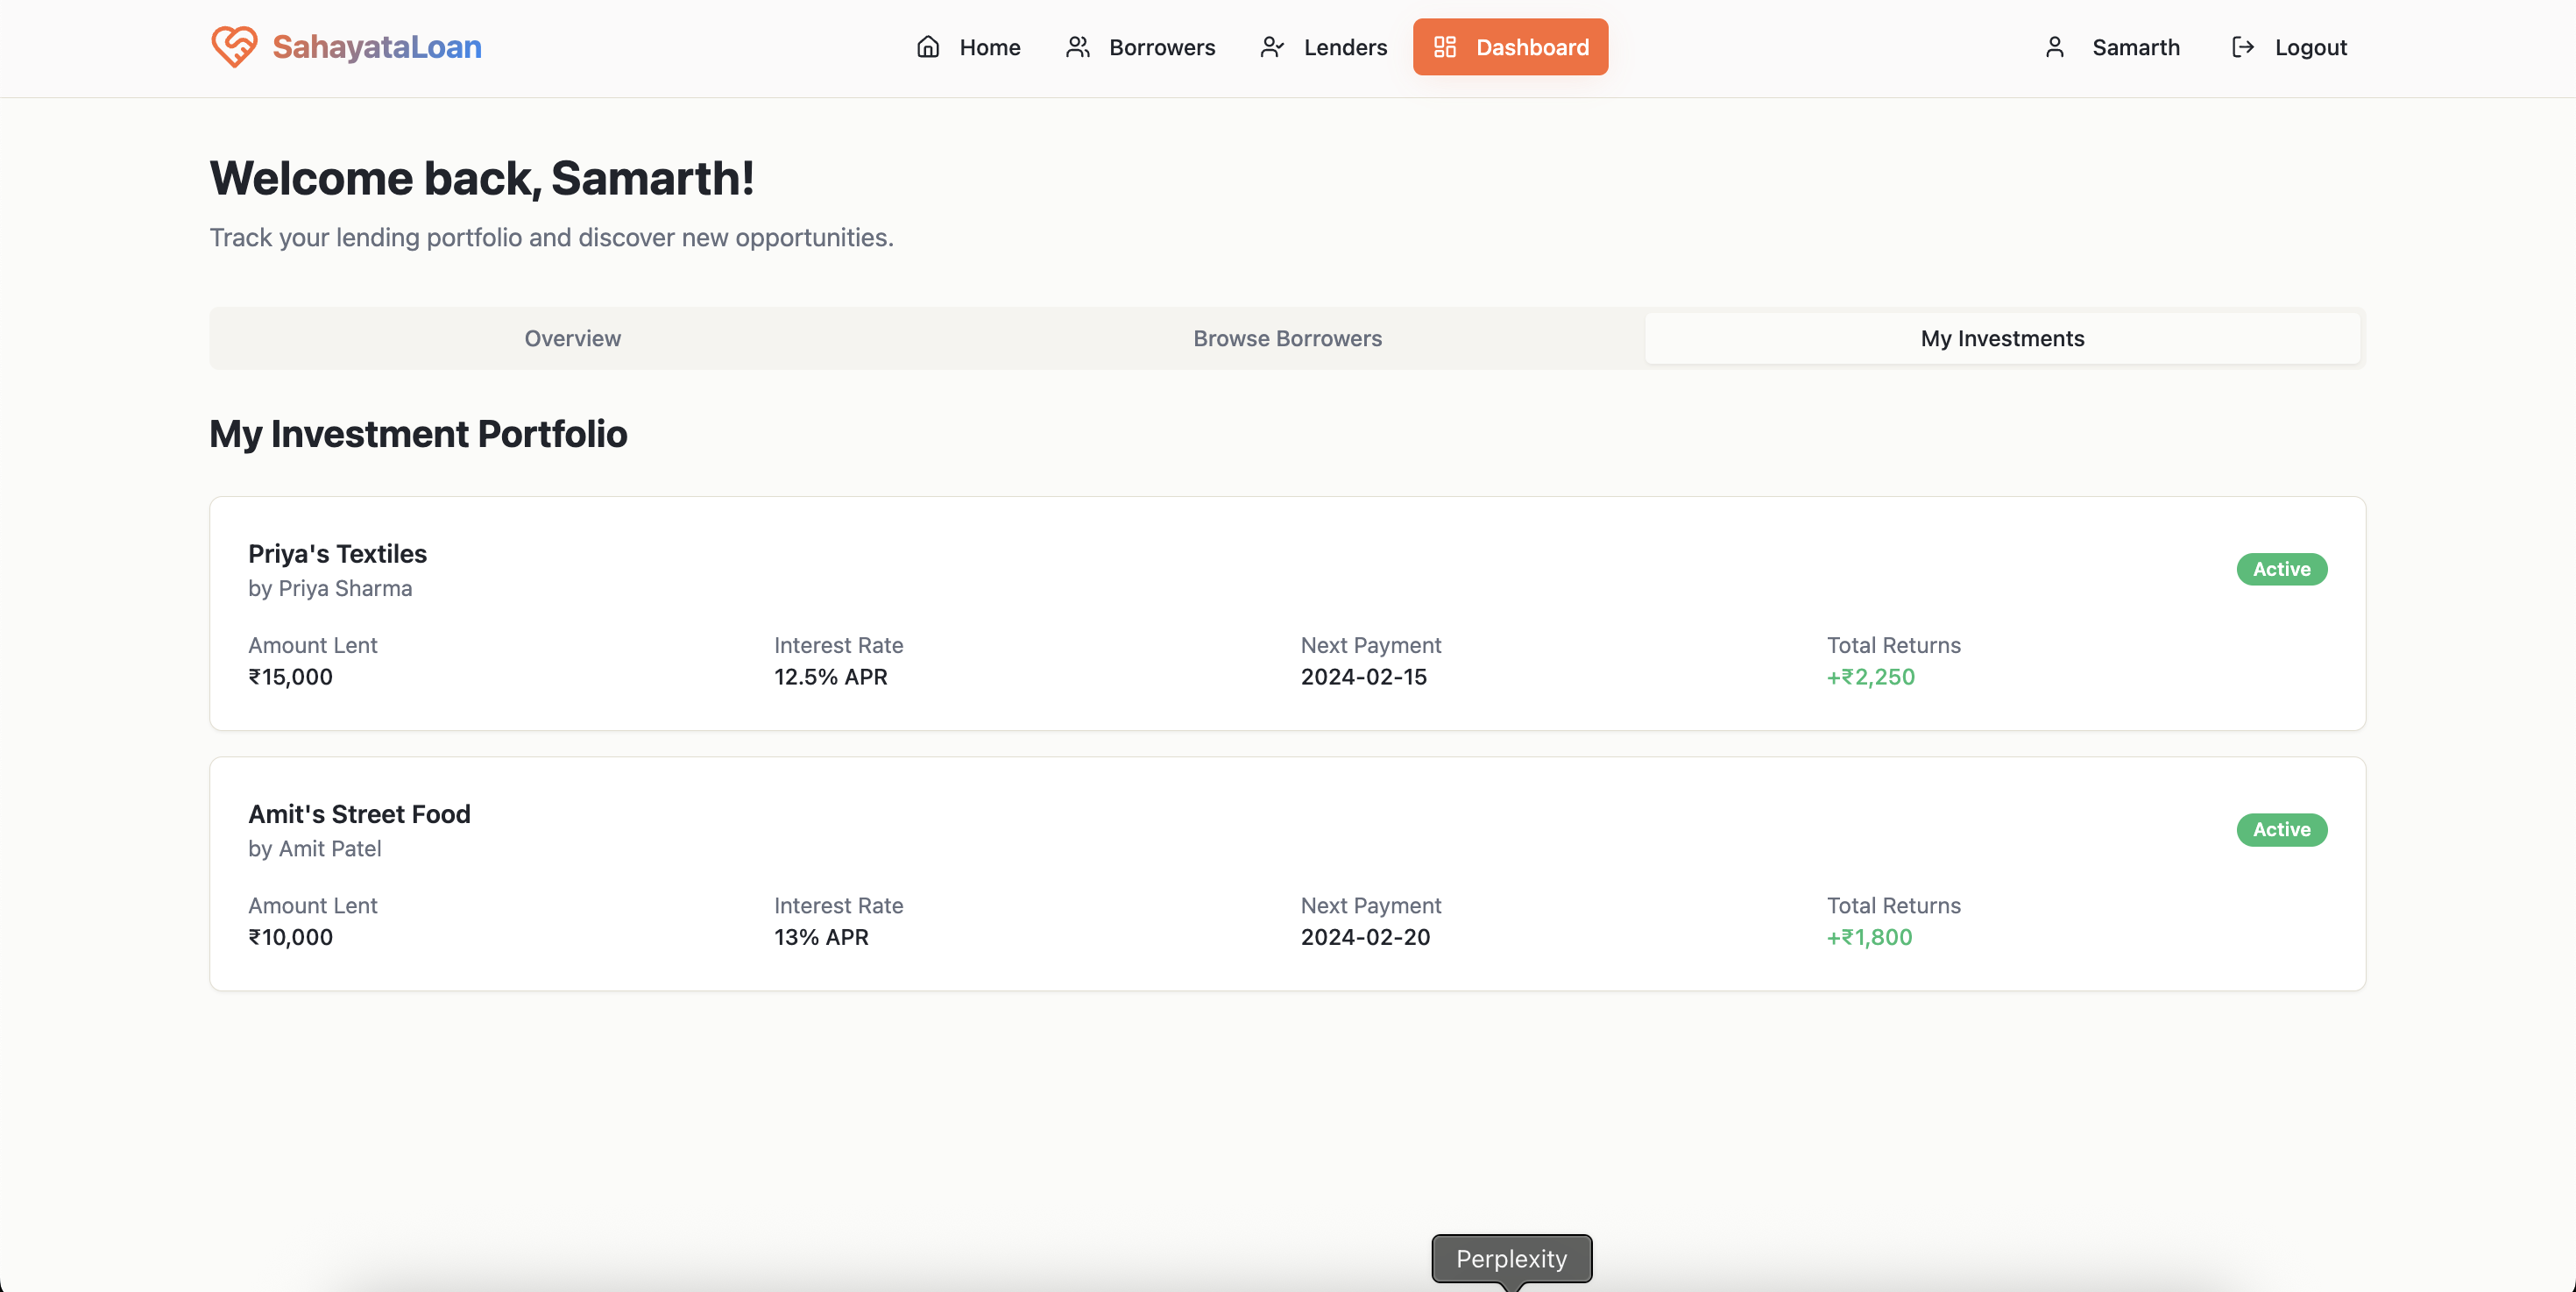 SahayataLoan
Home Borrowers Lenders Dashboard Samarth Logout
Welcome back, Samarth!
Track your lending portfolio and discover new opportunities.
Overview Browse Borrowers My Investments
My Investment Portfolio
Priya's Textiles
by Priya Sharma
Active
Amount Lent Interest Rate Next Payment Total Returns
₹15,000 12.5% APR 2024-02-15 +₹2,250
Amit's Street Food
by Amit Patel
Active
Amount Lent Interest Rate Next Payment Total Returns
₹10,000 13% APR 2024-02-20 +₹1,800
Perplexity